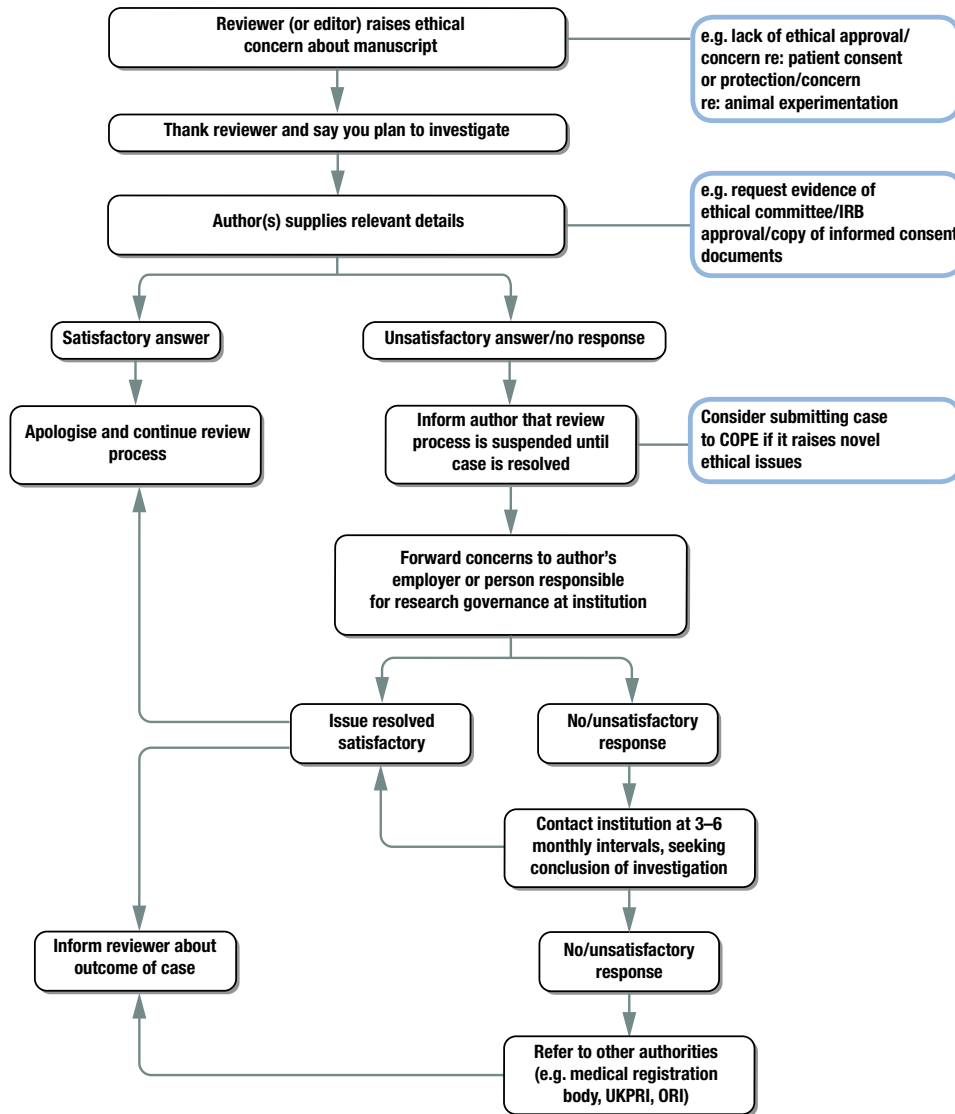 Reviewer (or editor) raises ethical
concern about manuscript
e.g. lack of ethical approval/
concern re: patient consent
or protection/concern
re: animal experimentation
Thank reviewer and say you plan to investigate
Author(s) supplies relevant details
e.g. request evidence of
ethical committee/IRB
approval/copy of informed consent
documents
Satisfactory answer
Unsatisfactory answer/no response
Apologise and continue review
process
Inform author that review
process is suspended until
case is resolved
Consider submitting case
to COPE if it raises novel
ethical issues
Forward concerns to author's
employer or person responsible
for research governance at institution
Issue resolved
satisfactory
No/unsatisfactory
response
Contact institution at 3–6
monthly intervals, seeking
conclusion of investigation
Inform reviewer about
outcome of case
No/unsatisfactory
response
Refer to other authorities
(e.g. medical registration
body, UKPRI, ORI)